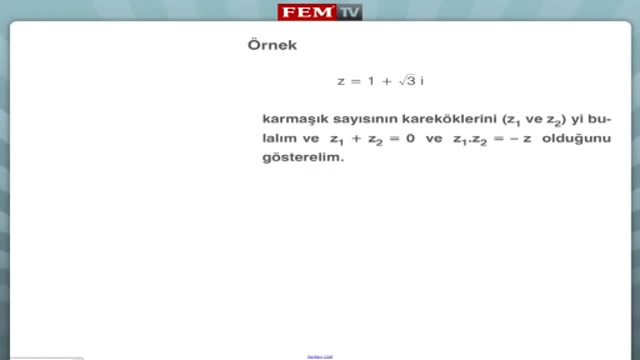 FEM TV
Örnek
z = 1 + √3 i
karmaşık sayısının kareköklerini (z₁ ve z₂) yi bu-
lalım ve z₁ + z₂ = 0 ve z₁.z₂ = – z olduğunu
gösterelim.